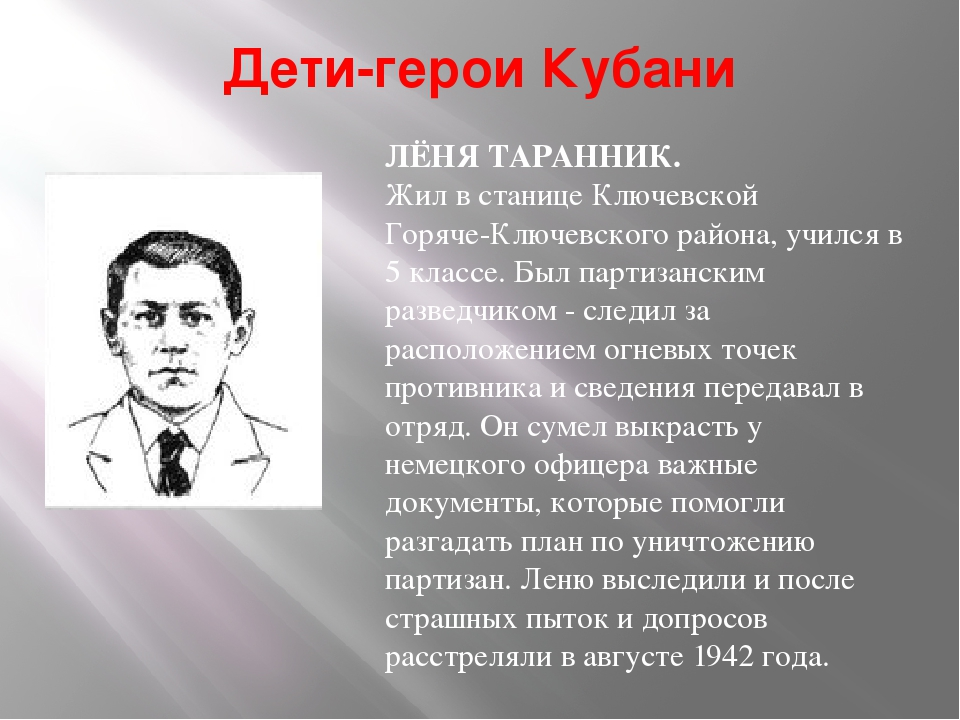 Дети-герои Кубани
ЛЁНЯ ТАРАННИК.
Жил в станице Ключевской
Горяче-Ключевского района, учился в
5 классе. Был партизанским
разведчиком - следил за
расположением огневых точек
противника и сведения передавал в
отряд. Он сумел выкрасть у
немецкого офицера важные
документы, которые помогли
разгадать план по уничтожению
партизан. Леню выследили и после
страшных пыток и допросов
расстреляли в августе 1942 года.